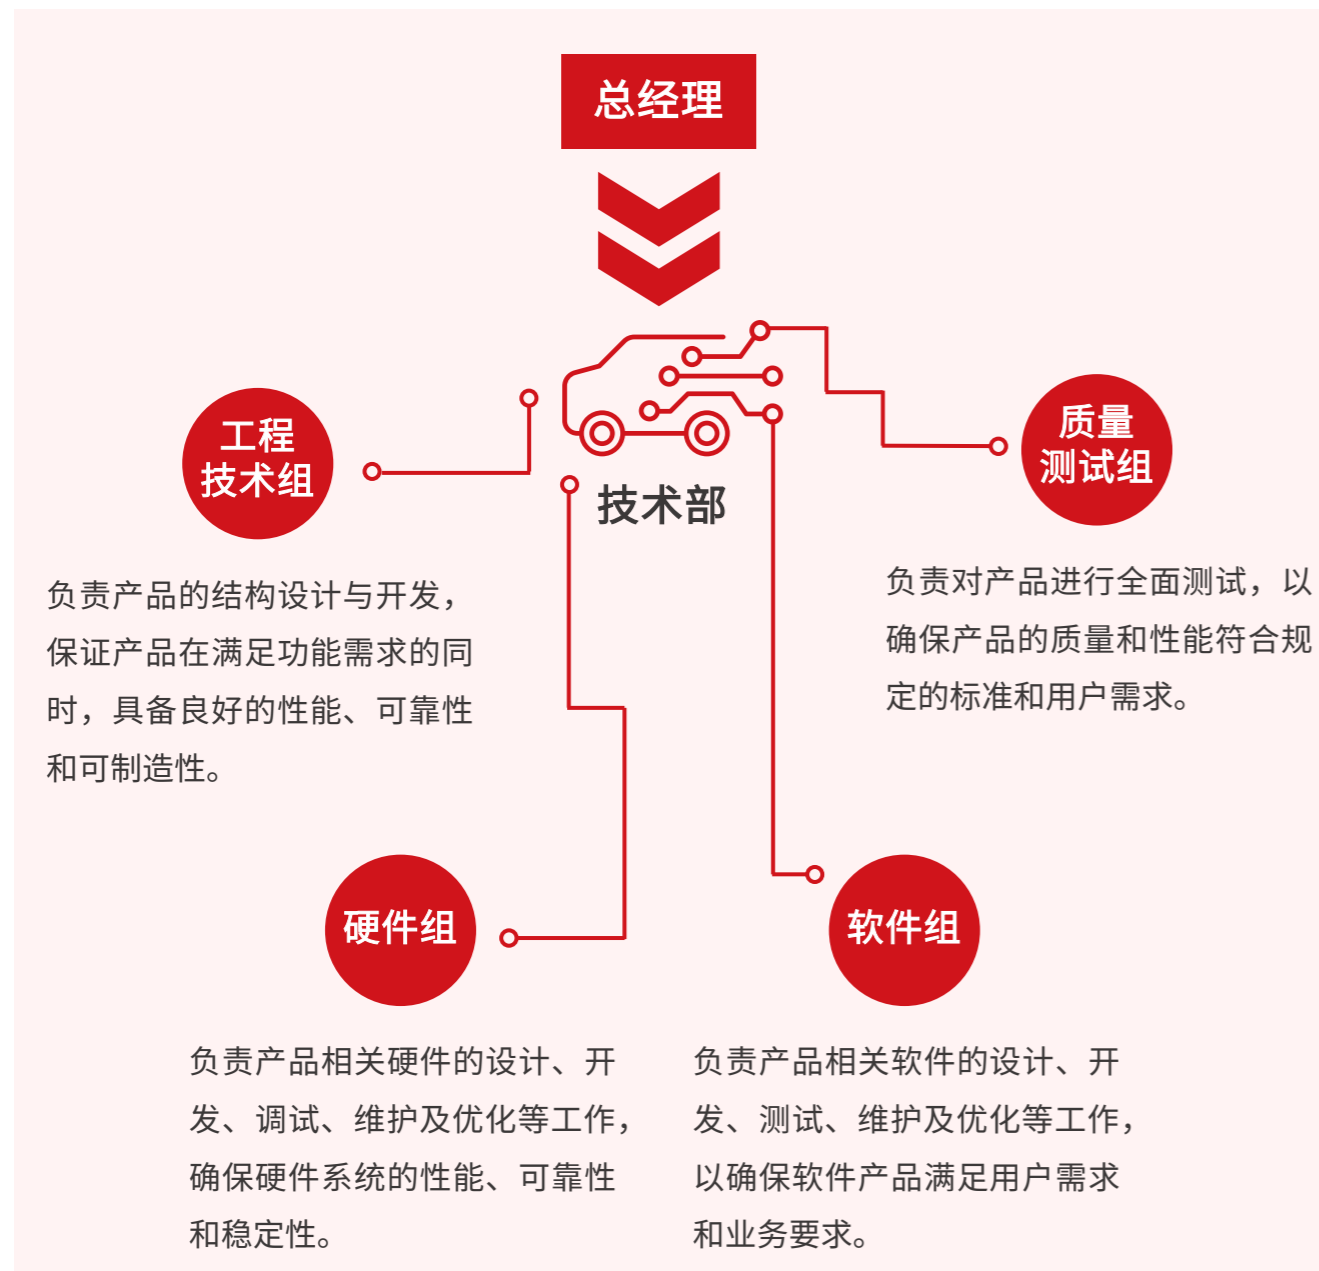 总经理
技术部
工程
技术组
负责产品的结构设计与开发，
保证产品在满足功能需求的同
时，具备良好的性能、可靠性
和可制造性。
质量
测试组
负责对产品进行全面测试，以
确保产品的质量和性能符合规
定的标准和用户需求。
硬件组
负责产品相关硬件的设计、开
发、调试、维护及优化等工作，
确保硬件系统的性能、可靠性
和稳定性。
软件组
负责产品相关软件的设计、开
发、测试、维护及优化等工作，
以确保软件产品满足用户需求
和业务要求。